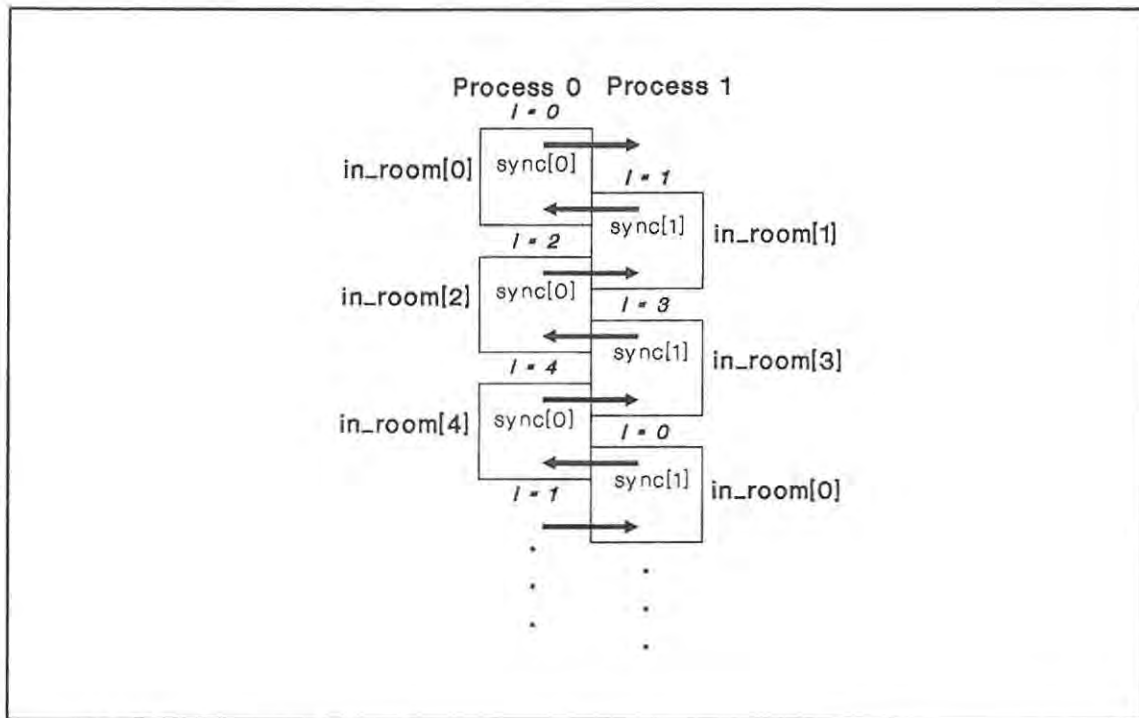 Process 0 Process 1
I = 0
in_room[0]
sync[0]
I = 1
sync[1]
in_room[1]
I = 2
in_room[2]
sync[0]
I = 3
sync[1]
in_room[3]
I = 4
in_room[4]
sync[0]
I = 0
sync[1]
in_room[0]
I = 1